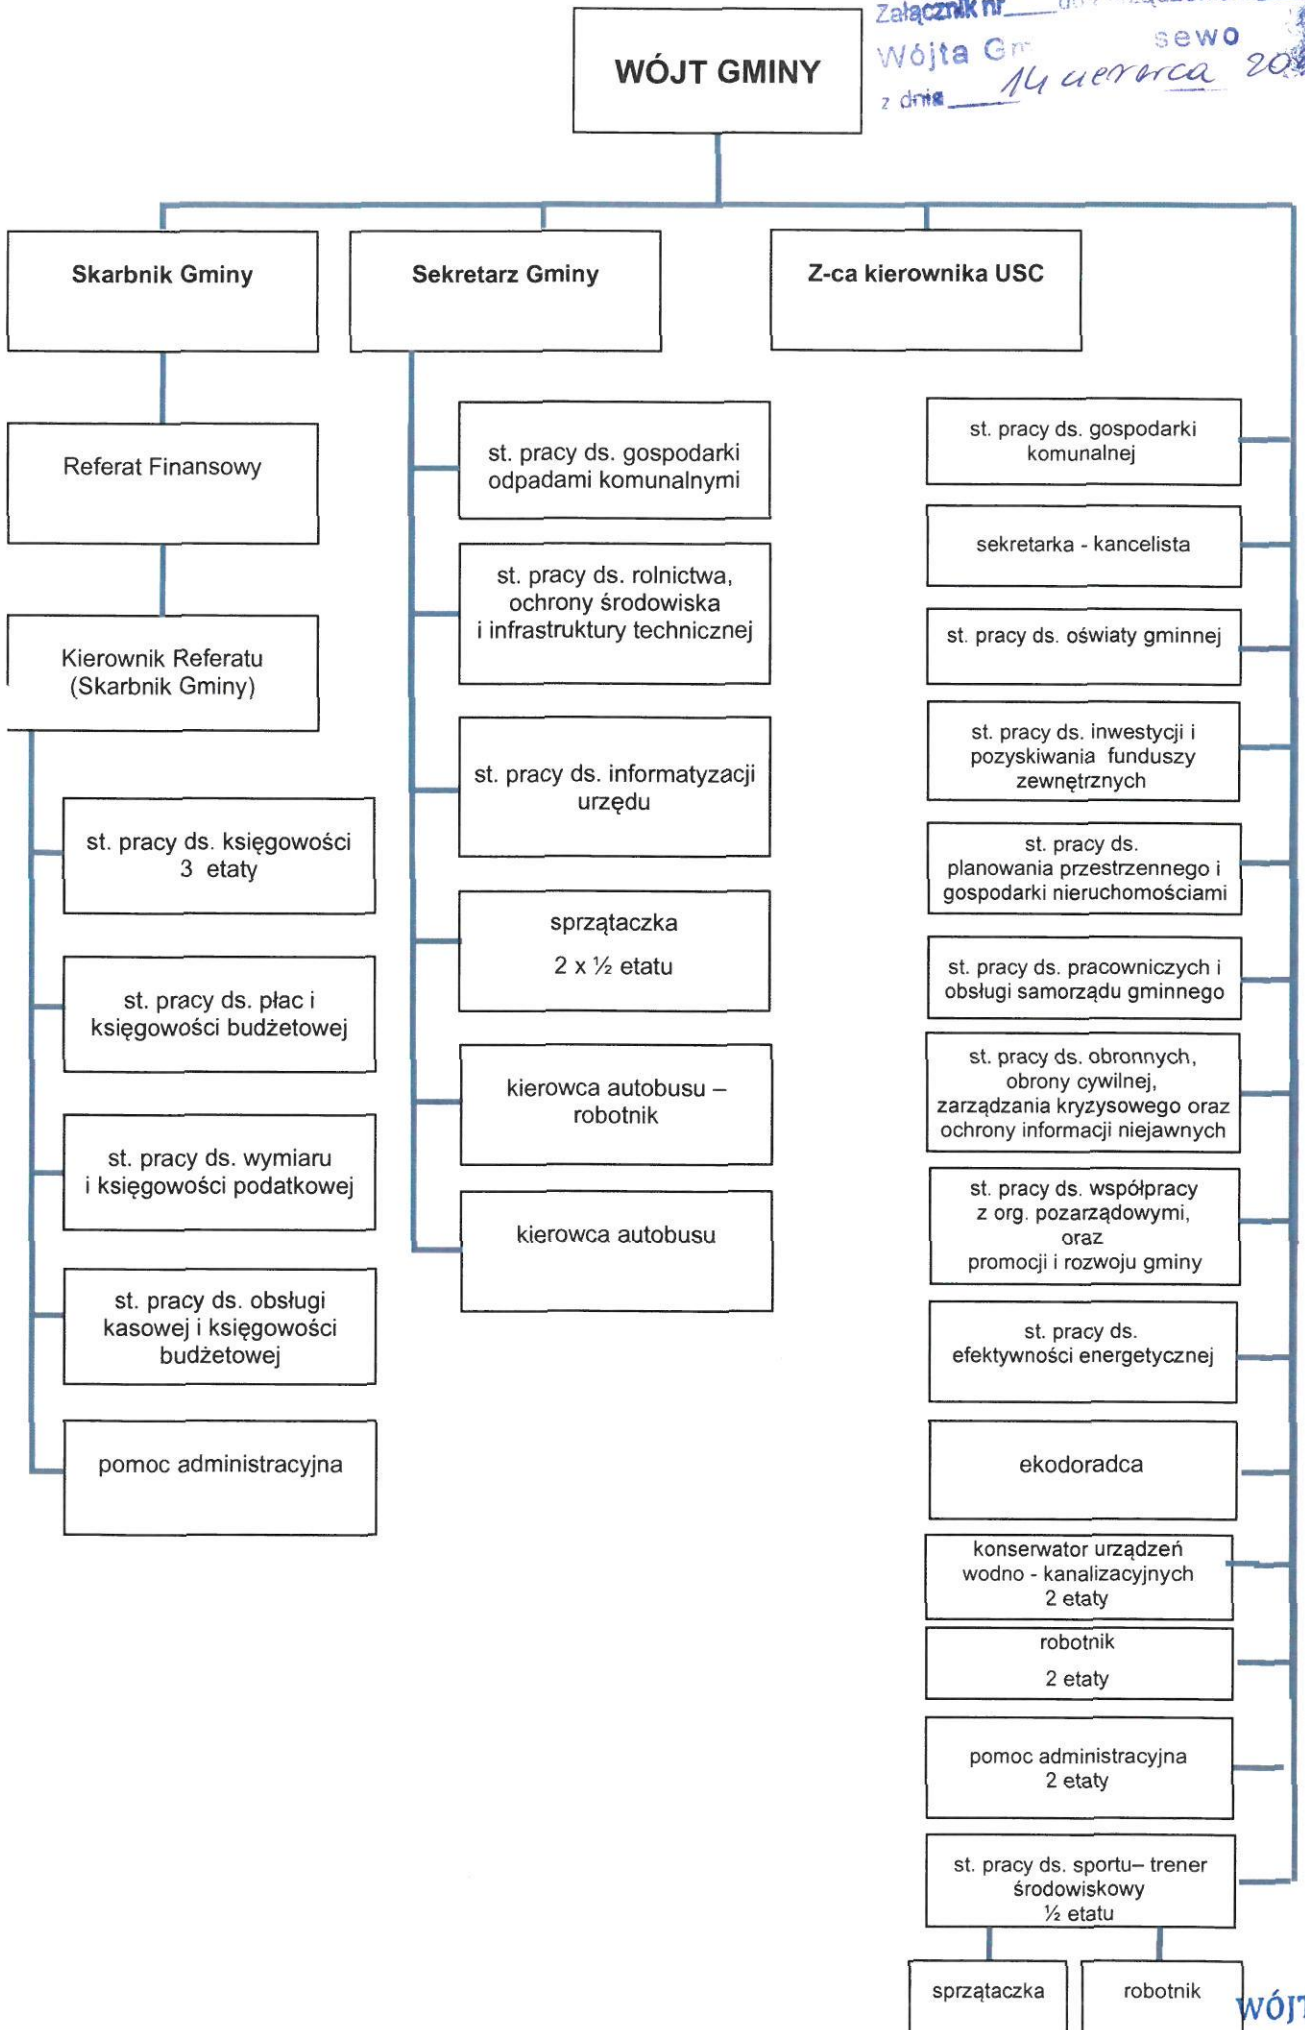 WÓJT GMINY
Załącznik nr
Wójta
sewo
z dnia 14 czerwca
Skarbnik Gminy
Sekretarz Gminy
Z-ca kierownika USC
Referat Finansowy
Kierownik Referatu
(Skarbnik Gminy)
st. pracy ds. księgowości
3 etaty
st. pracy ds. płac i
księgowości budżetowej
st. pracy ds. wymiaru
i księgowości podatkowej
st. pracy ds. obsługi
kasowej i księgowości
budżetowej
pomoc administracyjna
st. pracy ds. gospodarki
odpadami komunalnymi
st. pracy ds. rolnictwa,
ochrony środowiska
i infrastruktury technicznej
st. pracy ds. informatyzacji
urzędu
sprzątaczka
2 x ½ etatu
kierowca autobusu –
robotnik
kierowca autobusu
st. pracy ds. gospodarki
komunalnej
sekretarka - kancelista
st. pracy ds. oświaty gminnej
st. pracy ds. inwestycji i
pozyskiwania funduszy
zewnętrznych
st. pracy ds.
planowania przestrzennego i
gospodarki nieruchomościami
st. pracy ds. pracowniczych i
obsługi samorządu gminnego
st. pracy ds. obronnych,
obrony cywilnej,
zarządzania kryzysowego oraz
ochrony informacji niejawnych
st. pracy ds. współpracy
z org. pozarządowymi,
oraz
promocji i rozwoju gminy
st. pracy ds.
efektywności energetycznej
ekodoradca
konserwator urządzeń
wodno - kanalizacyjnych
2 etaty
robotnik
2 etaty
pomoc administracyjna
2 etaty
st. pracy ds. sportu– trener
środowiskowy
½ etatu
sprzątaczka
robotnik
WÓJT